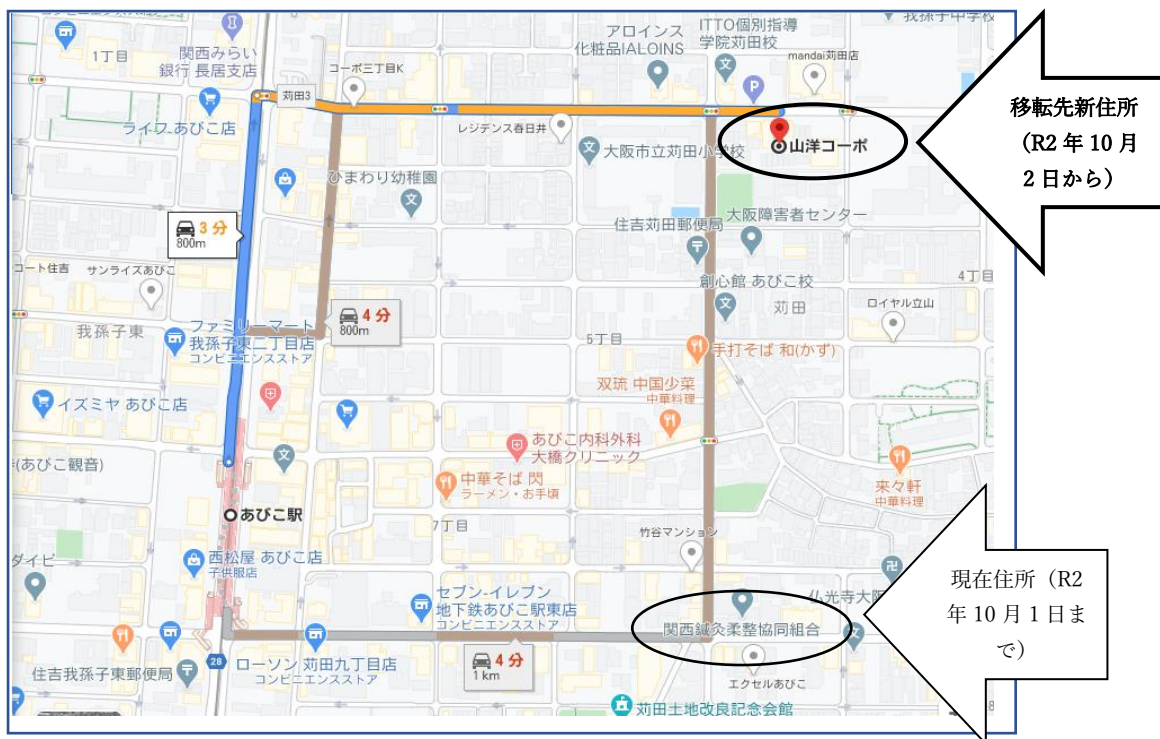 アロインス
化粧品IALOINS
ITTO個別指導
学院苅田校
我孫子中学校
1丁目
関西みらい
銀行 長居支店
コーポ三丁目K
mandai苅田店
P
苅田3
ライフ あびこ店
レジデンス春日井
大阪市立苅田小学校
山洋コーポ
移転先新住所
(R2 年 10 月
2 日から)
ひまわり幼稚園
3 分
800m
住吉苅田郵便局
大阪障害者センター
コート住吉
サンライズあびこ
創心館 あびこ校
4丁目
苅田
ロイヤル立山
4 分
800m
我孫子東
ファミリーマート
我孫子東二丁目店
コンビニエンスストア
5丁目
手打そば 和(かず)
双琉 中国少菜
中華料理
イズミヤ あびこ店
あびこ内科外科
大橋クリニック
(あびこ観音)
中華そば 閃
ラーメン・お手頃
来々軒
中華料理
あびこ駅
7丁目
竹谷マンション
ダイビ
西松屋 あびこ店
子供服店
セブン-イレブン
地下鉄あびこ駅東店
コンビニエンスストア
仏光寺大阪
関西鍼灸柔整協同組合
現在住所（R2
年 10 月 1 日ま
で）
28
ローソン 苅田九丁目店
コンビニエンスストア
4 分
1 km
住吉我孫子東郵便局
エクセルあびこ
苅田土地改良記念会館